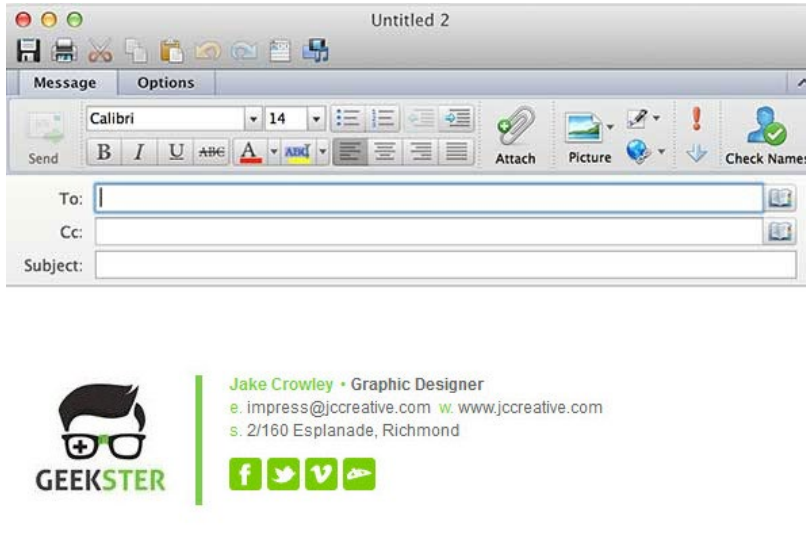 Untitled 2
Message Options
Calibri 14
Send B I U ABC A ABC Attach Picture Check Names
To:
Cc:
Subject:
Jake Crowley • Graphic Designer
e. impress@jccreative.com w. www.jccreative.com
s. 2/160 Esplanade, Richmond
GEEKSTER